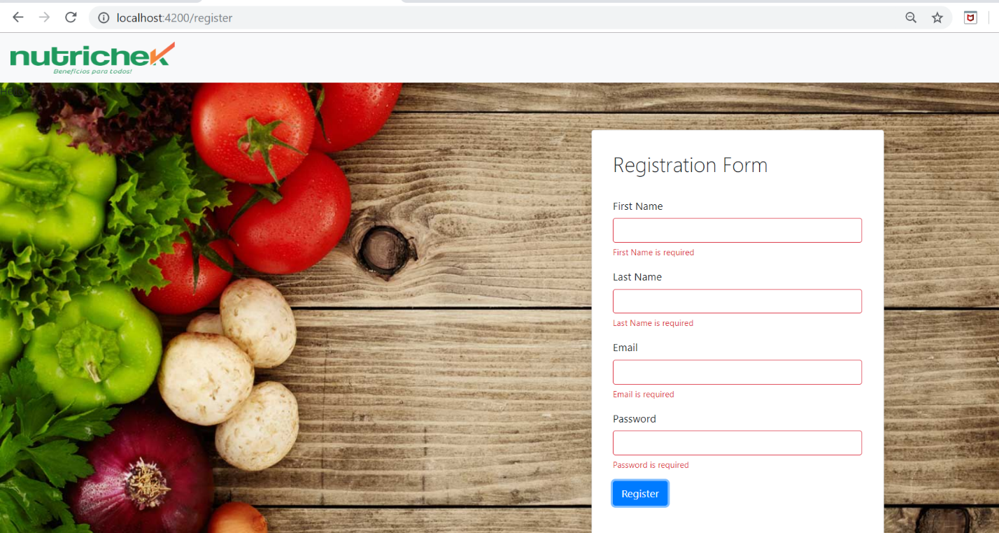 localhost:4200/register
nutrichek
Beneficios para todos!
Registration Form
First Name
First Name is required
Last Name
Last Name is required
Email
Email is required
Password
Password is required
Register